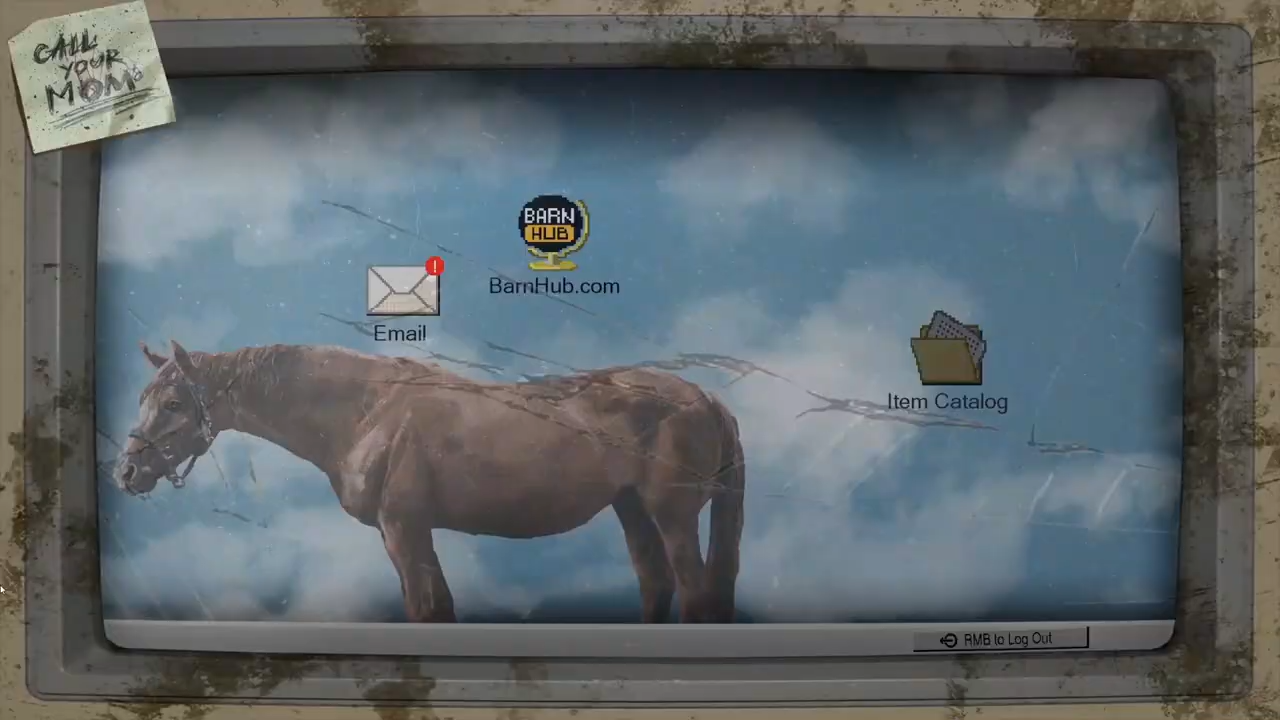 CALL
YOUR
MOM
BARN
HUB
BarnHub.com
!
Email
Item Catalog
RMB to Log Out